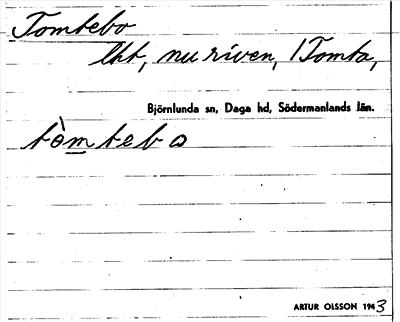 Tomtebo
lht, nu riven, / Tomta,
Björnlunda sn, Daga hd, Södermanlands län.
tòmtebo
ARTUR OLSSON 1943